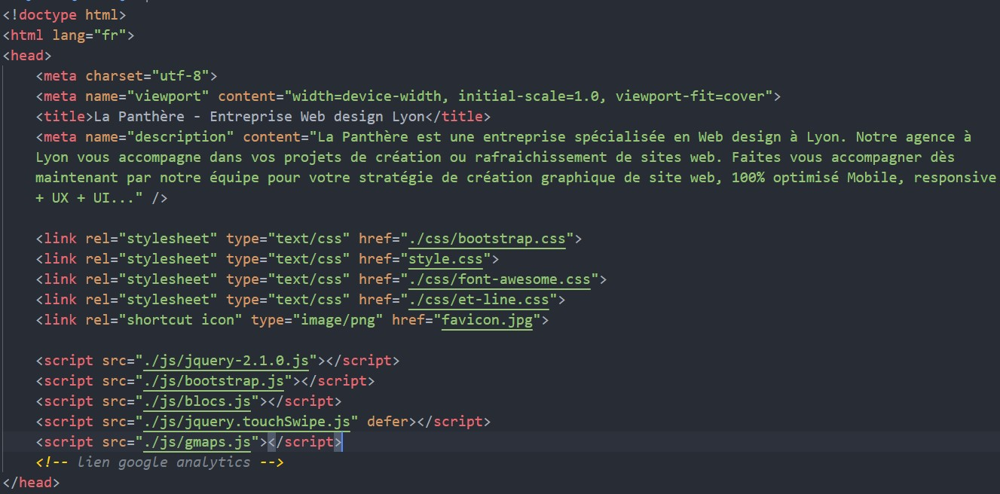 <!doctype html>
<html lang="fr">
<head>
    <meta charset="utf-8">
    <meta name="viewport" content="width=device-width, initial-scale=1.0, viewport-fit=cover">
    <title>La Panthère - Entreprise Web design Lyon</title>
    <meta name="description" content="La Panthère est une entreprise spécialisée en Web design à Lyon. Notre agence à
    Lyon vous accompagne dans vos projets de création ou rafraichissement de sites web. Faites vous accompagner dès
    maintenant par notre équipe pour votre stratégie de création graphique de site web, 100% optimisé Mobile, responsive
    + UX + UI..." />

    <link rel="stylesheet" type="text/css" href="./css/bootstrap.css">
    <link rel="stylesheet" type="text/css" href="style.css">
    <link rel="stylesheet" type="text/css" href="./css/font-awesome.css">
    <link rel="stylesheet" type="text/css" href="./css/et-line.css">
    <link rel="shortcut icon" type="image/png" href="favicon.jpg">

    <script src="./js/jquery-2.1.0.js"></script>
    <script src="./js/bootstrap.js"></script>
    <script src="./js/blocs.js"></script>
    <script src="./js/jquery.touchSwipe.js" defer></script>
    <script src="./js/gmaps.js"></script>
    <!-- lien google analytics -->
</head>